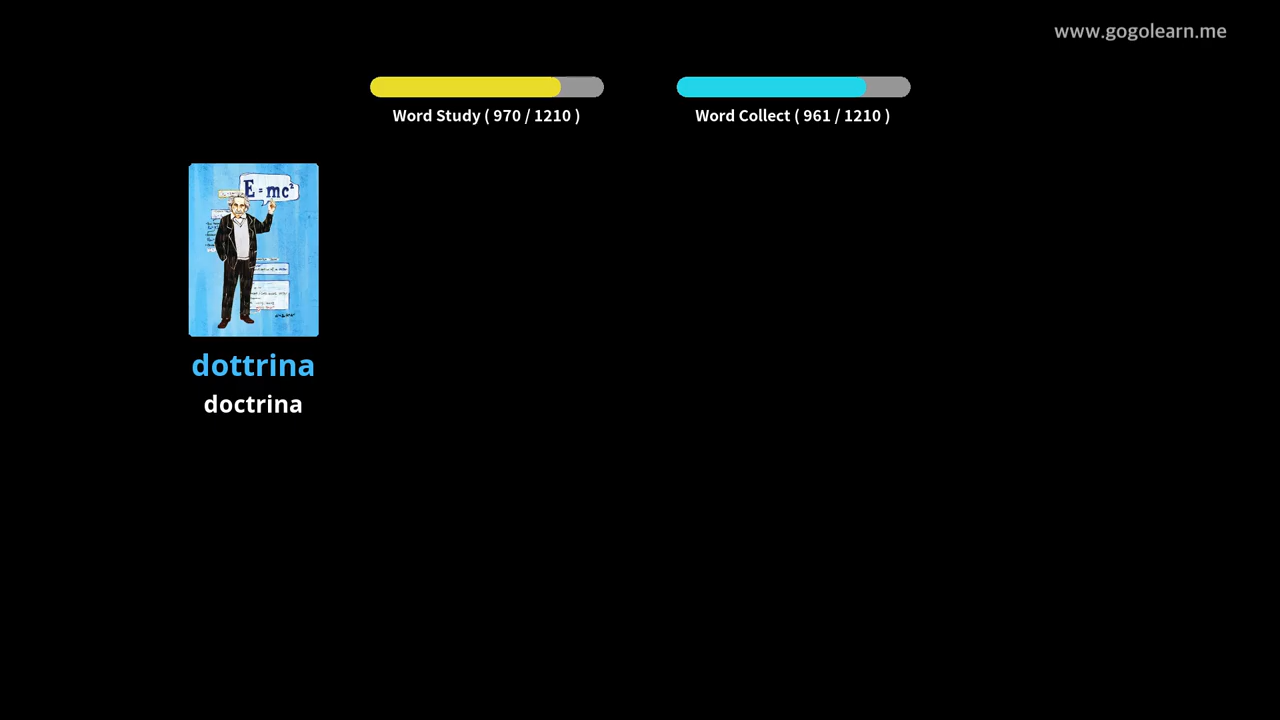 www.gogolearn.me
Word Study ( 970 / 1210 )
Word Collect ( 961 / 1210 )
E = mc²
dottrina
doctrina